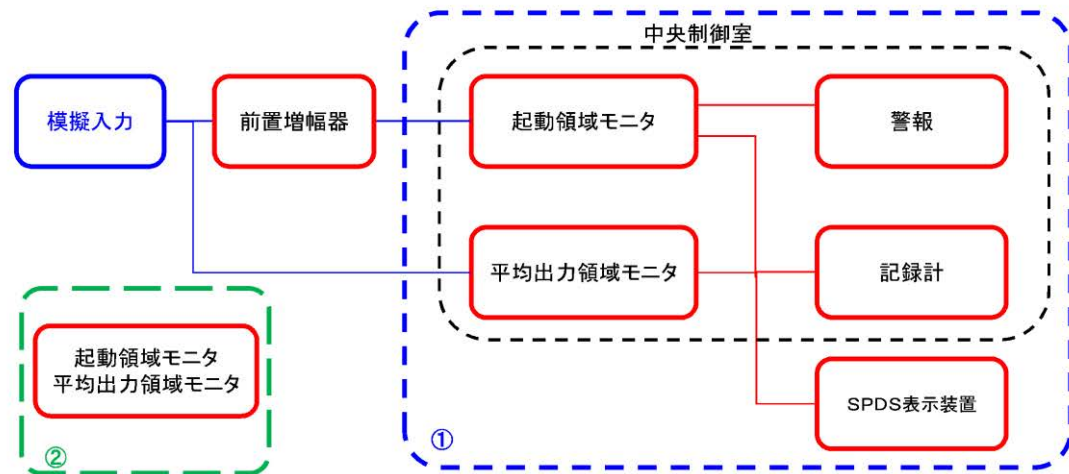 中央制御室
模擬入力
前置増幅器
起動領域モニタ
警報
平均出力領域モニタ
記録計
起動領域モニタ
平均出力領域モニタ
SPDS表示装置
①
②